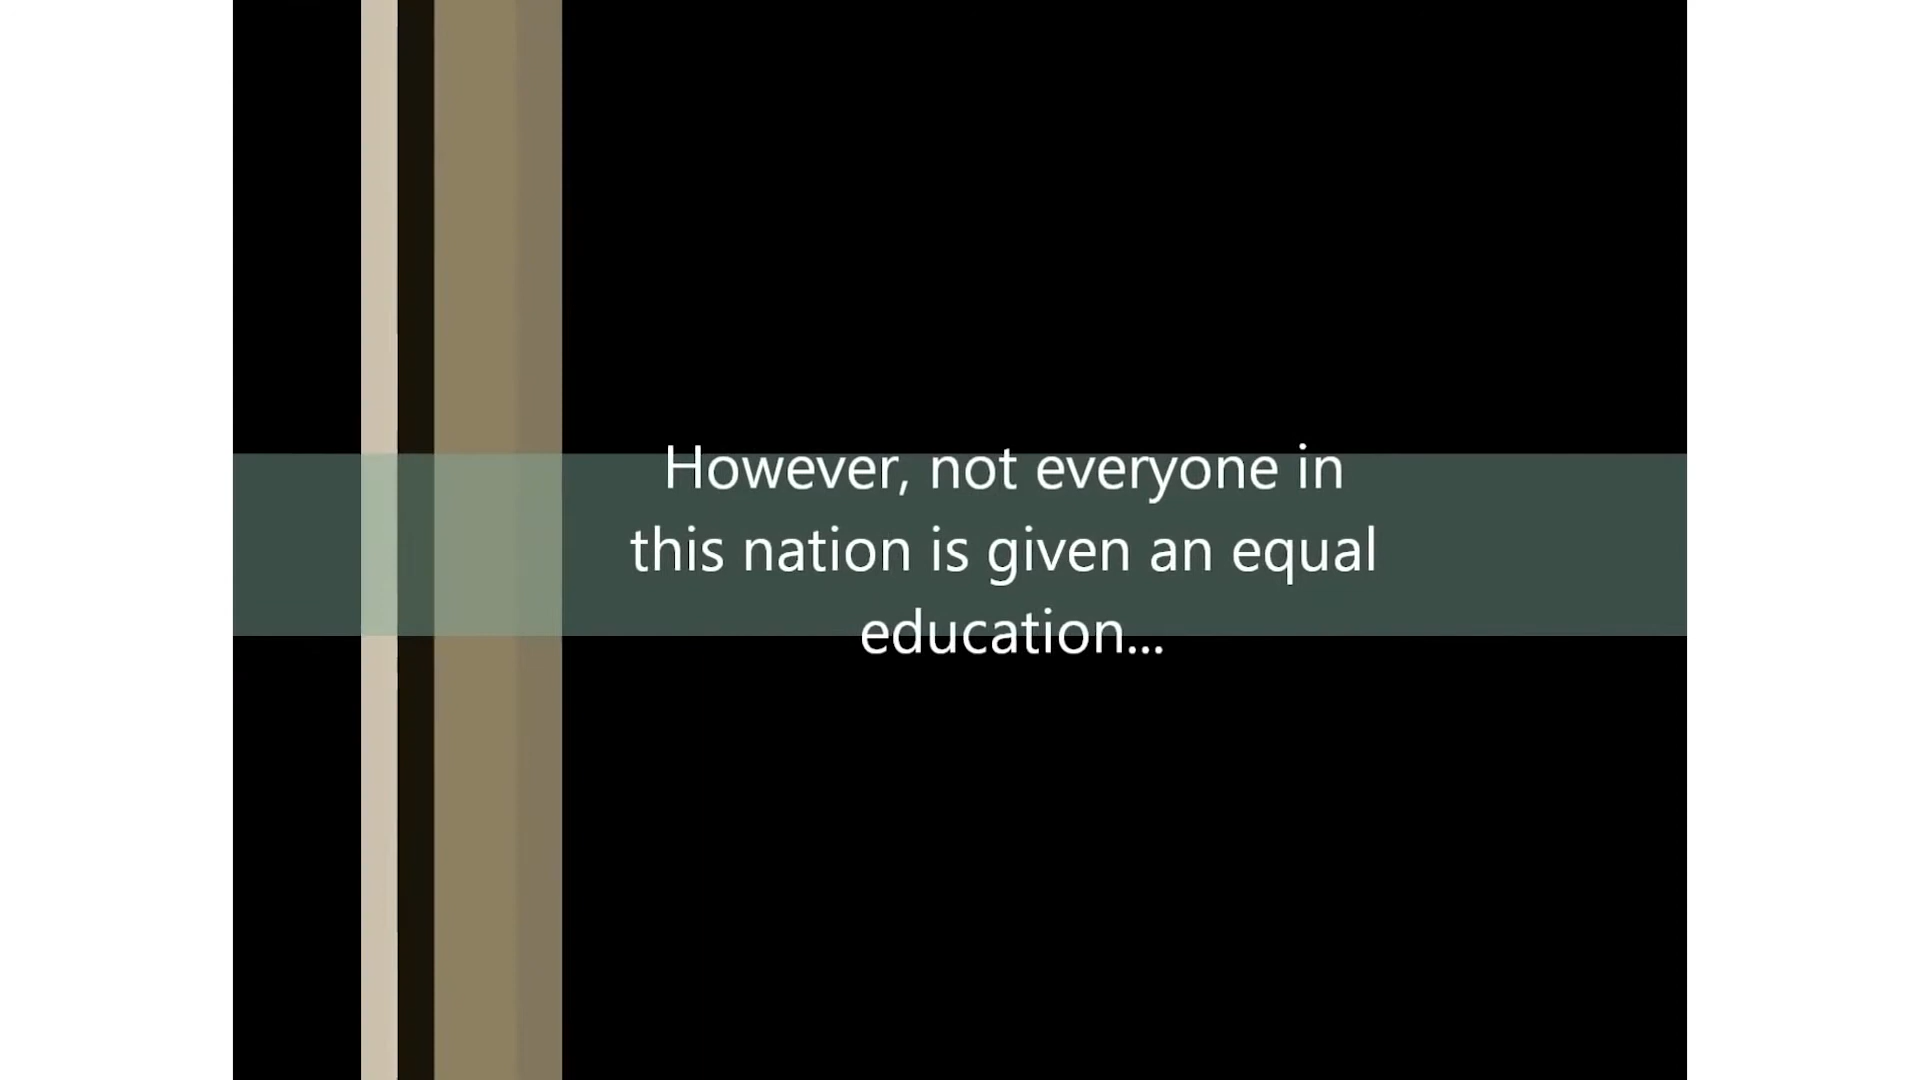 However, not everyone in
this nation is given an equal
education...